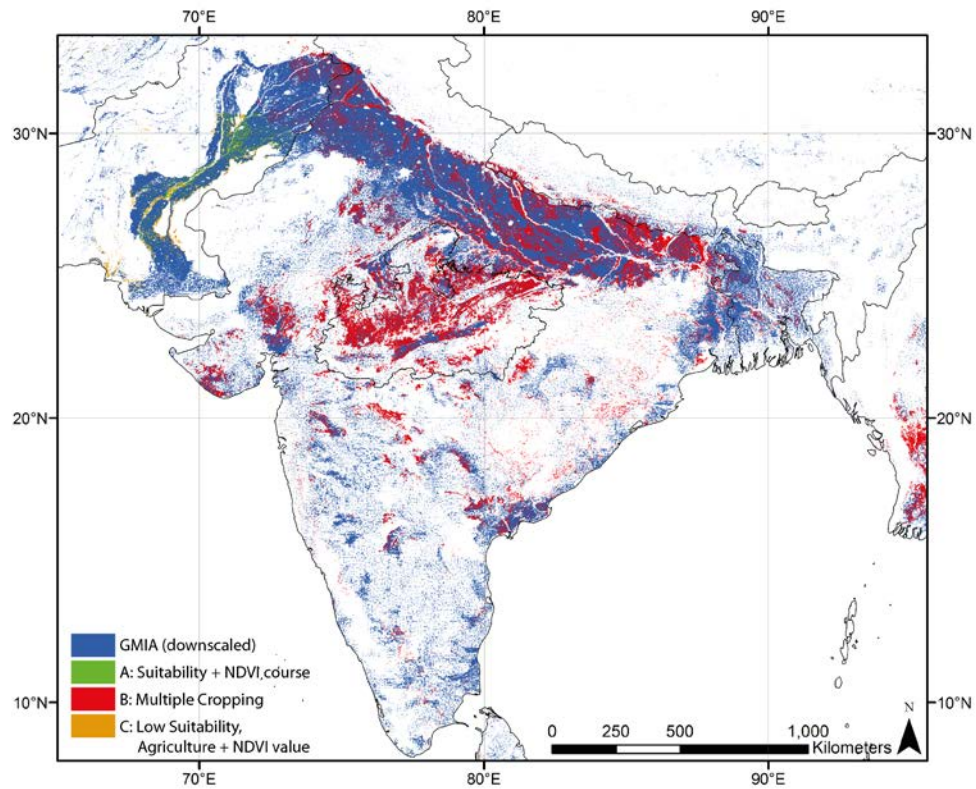 70°E 80°E 90°E
30°N 30°N
20°N 20°N
10°N 10°N
GMIA (downscaled)
A: Suitability + NDVI course
B: Multiple Cropping
C: Low Suitability,
Agriculture + NDVI value
N
0 250 500 1,000
Kilometers
70°E 80°E 90°E